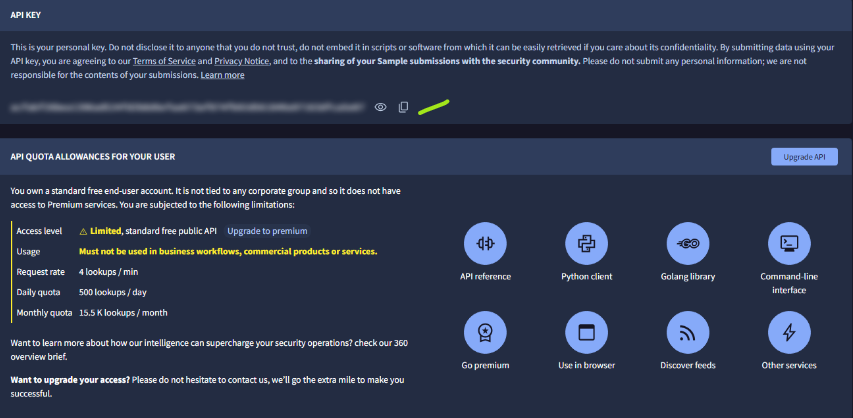 API KEY
This is your personal key. Do not disclose it to anyone that you do not trust, do not embed it in scripts or software from which it can be easily retrieved if you care about its confidentiality. By submitting data using your
API key, you are agreeing to our Terms of Service and Privacy Notice, and to the sharing of your Sample submissions with the security community. Please do not submit any personal information; we are not
responsible for the contents of your submissions. Learn more
API QUOTA ALLOWANCES FOR YOUR USER
Upgrade API
You own a standard free end-user account. It is not tied to any corporate group and so it does not have
access to Premium services. You are subjected to the following limitations:
Access level Limited, standard free public API Upgrade to premium
Usage Must not be used in business workflows, commercial products or services.
Request rate 4 lookups / min
Daily quota 500 lookups / day
Monthly quota 15.5 K lookups / month
Want to learn more about how our intelligence can supercharge your security operations? check our 360
overview brief.
Want to upgrade your access? Please do not hesitate to contact us, we'll go the extra mile to make you
successful.
API reference
Python client
GO
Golang library
Command-line
interface
Go premium
Use in browser
Discover feeds
Other services